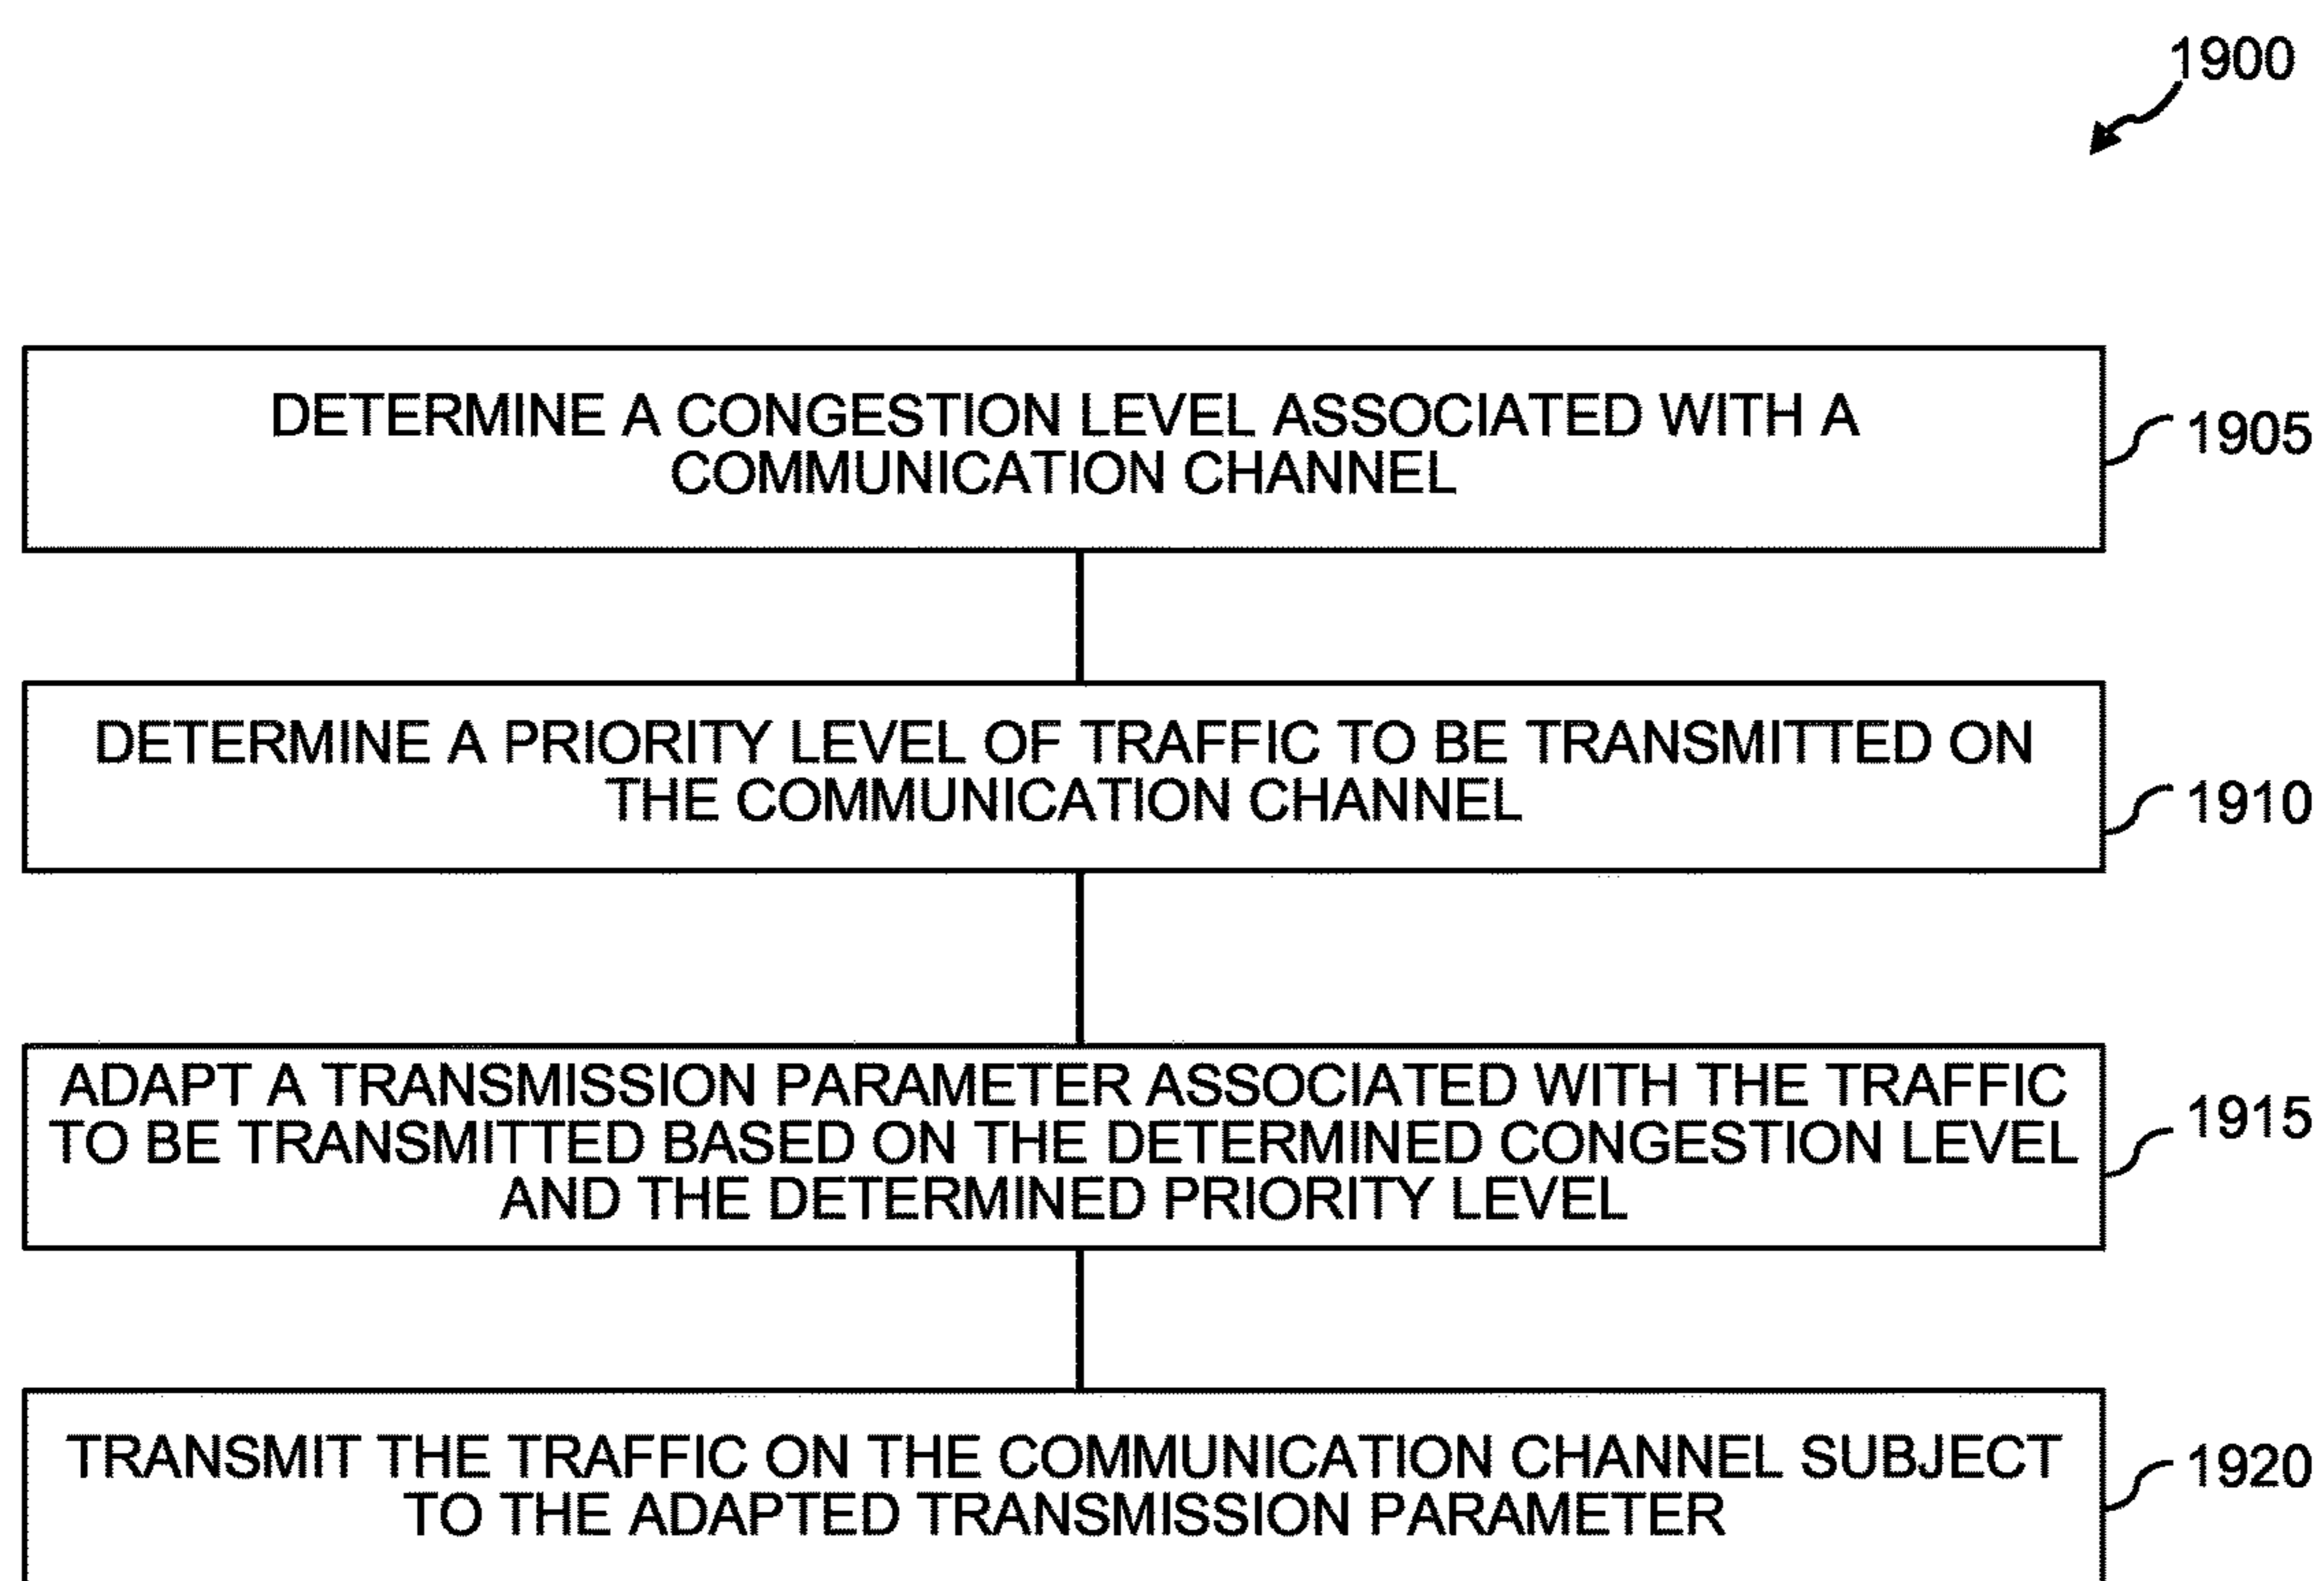 1900
DETERMINE A CONGESTION LEVEL ASSOCIATED WITH A
COMMUNICATION CHANNEL
1905
DETERMINE A PRIORITY LEVEL OF TRAFFIC TO BE TRANSMITTED ON
THE COMMUNICATION CHANNEL
1910
ADAPT A TRANSMISSION PARAMETER ASSOCIATED WITH THE TRAFFIC
TO BE TRANSMITTED BASED ON THE DETERMINED CONGESTION LEVEL
AND THE DETERMINED PRIORITY LEVEL
1915
TRANSMIT THE TRAFFIC ON THE COMMUNICATION CHANNEL SUBJECT
TO THE ADAPTED TRANSMISSION PARAMETER
1920